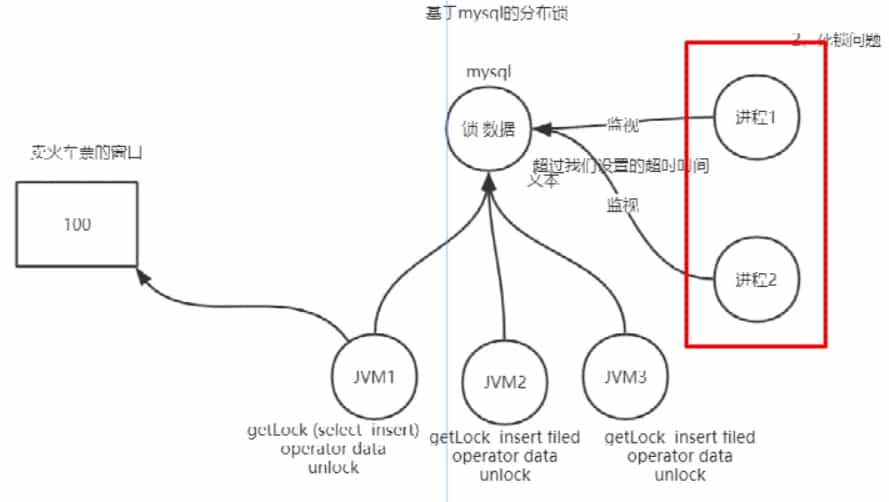 基于mysql的分布锁
2、死锁问题
mysql
锁 数据
监视
进程1
卖火车票的窗口
超过我们设置的超时时间
文本
监视
100
进程2
JVM1
JVM2
JVM3
getLock (select insert)
operator data
unlock
getLock insert filed
operator data
unlock
getLock insert filed
operator data
unlock